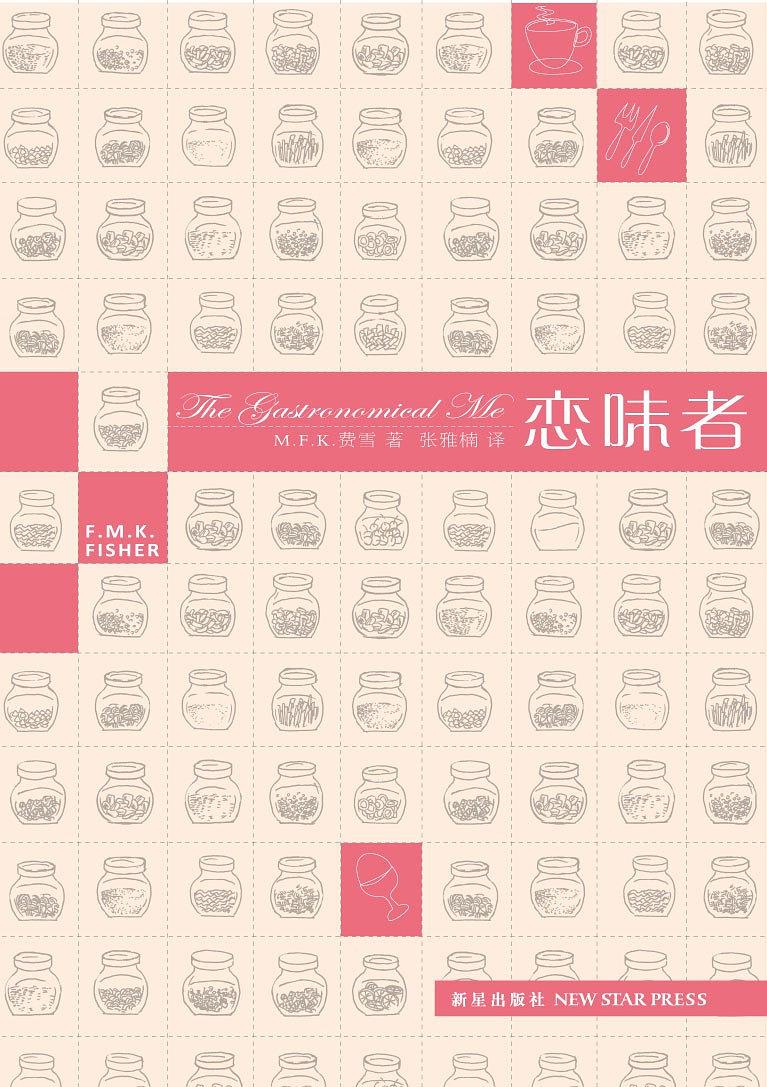 The Gastronomical Me
恋味者
M.F.K.费雪 著 张雅楠 译
F.M.K.
FISHER
新星出版社 NEW STAR PRESS